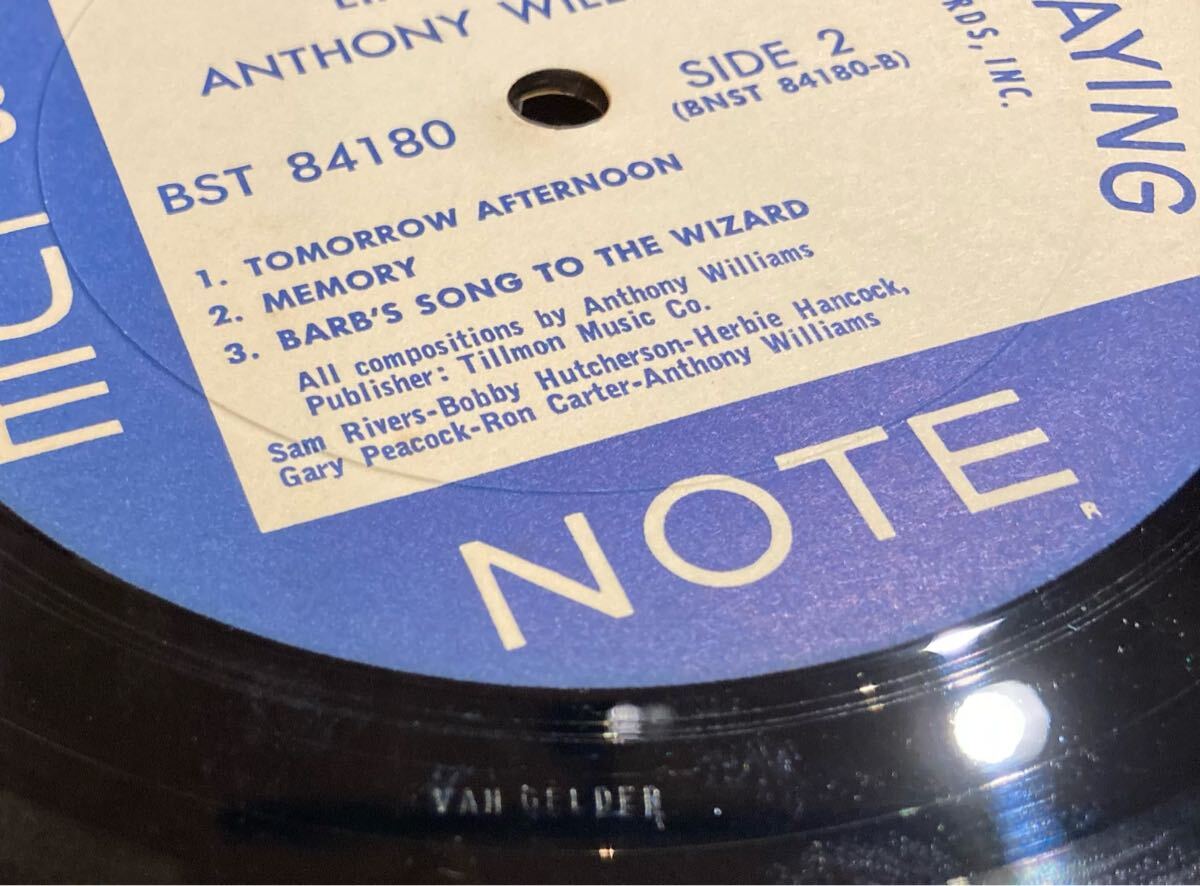 ANTHONY
SIDE 2
(BNST 84180-B)
BST 84180
1. TOMORROW AFTERNOON
2. MEMORY
3. BARB'S SONG TO THE WIZARD
All compositions by Anthony Williams
Publisher: Tillmon Music Co.
Sam Rivers-Bobby Hutcherson-Herbie Hancock,
Gary Peacock-Ron Carter-Anthony Williams
NOTE
R
AYING
RDS, INC.
VAN GELDER